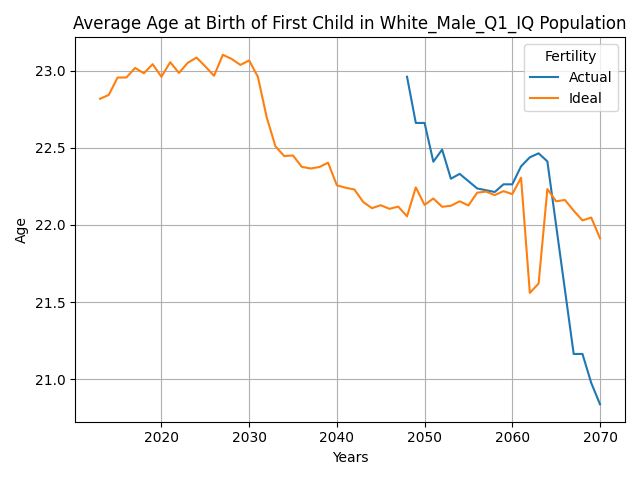 Average Age at Birth of First Child in White_Male_Q1_IQ Population
Fertility
Actual
Ideal
23.0
22.5
22.0
21.5
21.0
Age
2020 2030 2040 2050 2060 2070
Years